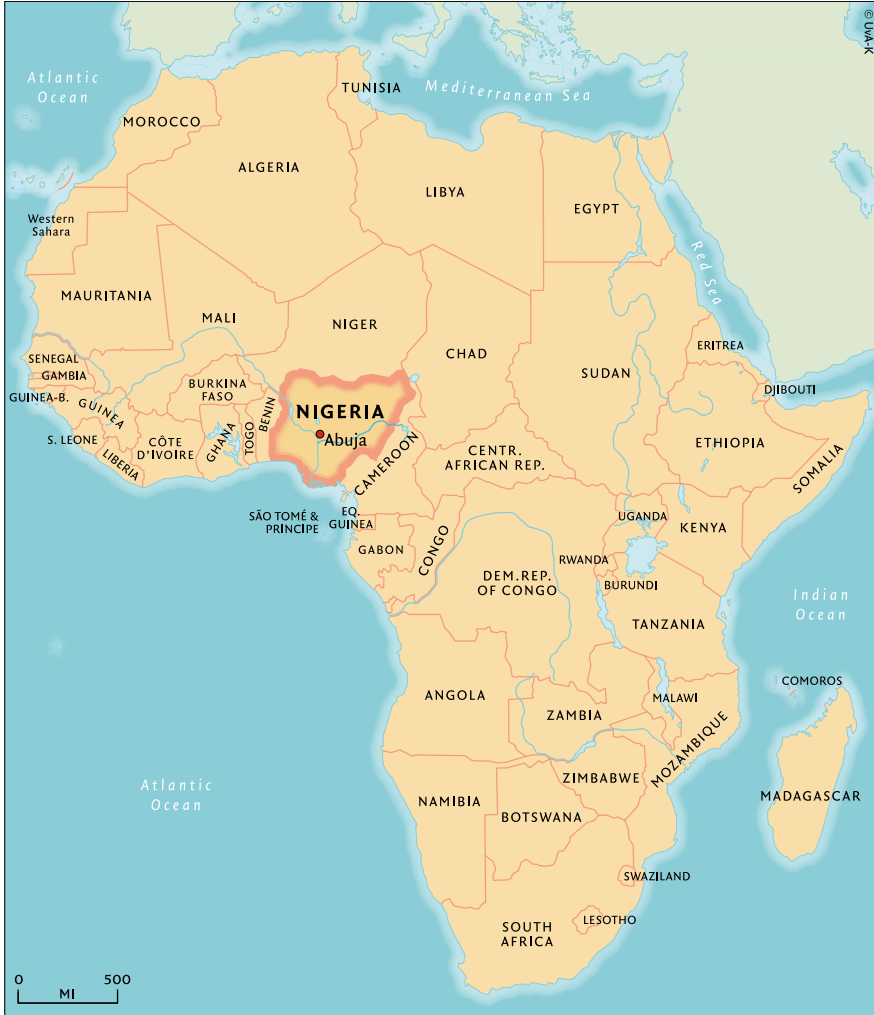 © UvA-K
Atlantic
Ocean
Mediterranean Sea
TUNISIA
MOROCCO
ALGERIA
LIBYA
EGYPT
Western
Sahara
Red Sea
MAURITANIA
MALI
NIGER
CHAD
SUDAN
ERITREA
SENEGAL
GAMBIA
GUINEA-B.
GUINEA
BURKINA
FASO
BENIN
NIGERIA
Abuja
DJIBOUTI
S. LEONE
LIBERIA
CÔTE
D'IVOIRE
GHANA
TOGO
CAMEROON
CENTR.
AFRICAN REP.
ETHIOPIA
SOMALIA
SÃO TOMÉ &
PRINCIPE
EQ.
GUINEA
GABON
CONGO
UGANDA
KENYA
DEM.REP.
OF CONGO
RWANDA
BURUNDI
TANZANIA
Indian
Ocean
COMOROS
ANGOLA
ZAMBIA
MALAWI
MOZAMBIQUE
Atlantic
Ocean
NAMIBIA
ZIMBABWE
BOTSWANA
MADAGASCAR
SWAZILAND
LESOTHO
SOUTH
AFRICA
0 500
MI